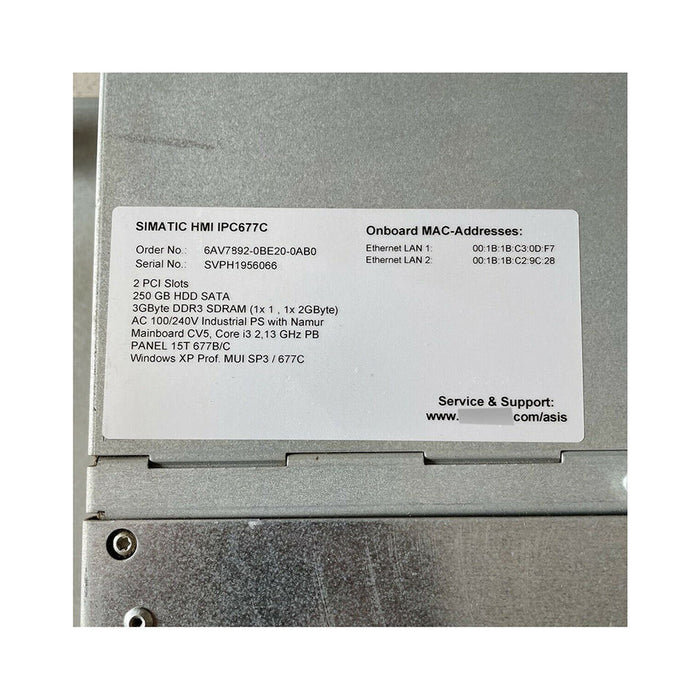 SIMATIC HMI IPC677C
Order No.: 6AV7892-0BE20-0AB0
Serial No.: SVPH1956066
2 PCI Slots
250 GB HDD SATA
3GByte DDR3 SDRAM (1x 1 , 1x 2GByte)
AC 100/240V Industrial PS with Namur
Mainboard CV5, Core i3 2,13 GHz PB
PANEL 15T 677B/C
Windows XP Prof. MUI SP3 / 677C
Onboard MAC-Addresses:
Ethernet LAN 1: 00:1B:1B:C3:0D:F7
Ethernet LAN 2: 00:1B:1B:C2:9C:28
Service & Support:
www. com/asis